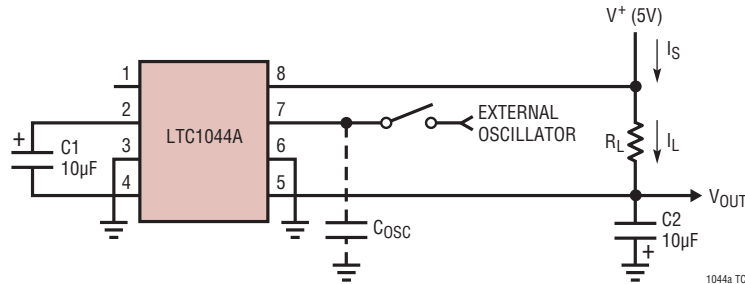 V+ (5V)
IS
1
8
2
7
EXTERNAL
OSCILLATOR
+
C1
10µF
LTC1044A
3
6
RL
IL
4
5
VOUT
COSC
C2
10µF
+
1044a TC